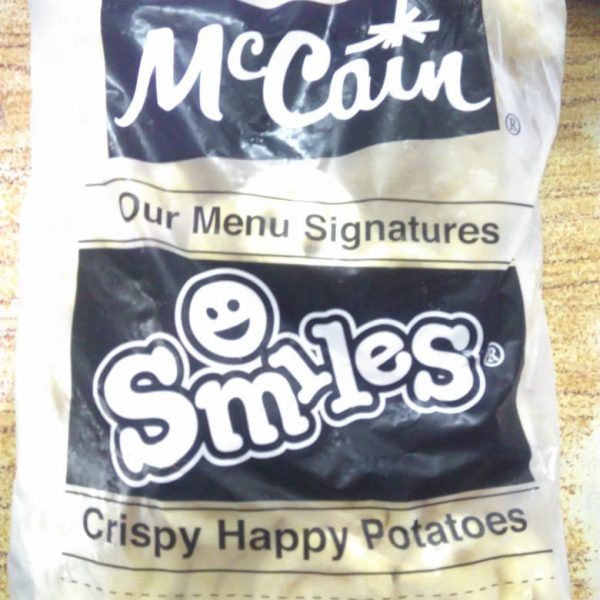 McCain®
Our Menu Signatures
Smiles®
Crispy Happy Potatoes